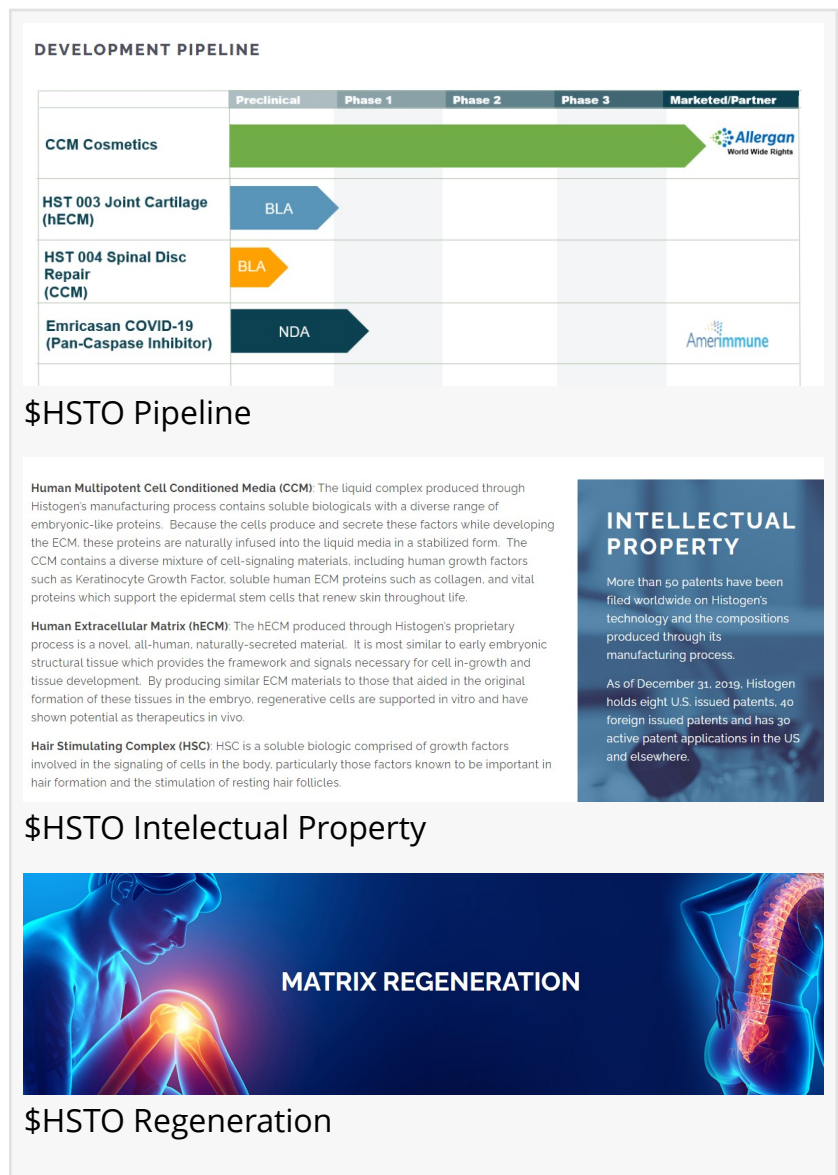 DEVELOPMENT PIPELINE
Preclinical Phase 1 Phase 2 Phase 3 Marketed/Partner
CCM Cosmetics
Allergan
World Wide Rights
HST 003 Joint Cartilage
(hECM)
BLA
HST 004 Spinal Disc
Repair
(CCM)
BLA
Emricasan COVID-19
(Pan-Caspase Inhibitor)
NDA
Amerimmune
$HSTO Pipeline
Human Multipotent Cell Conditioned Media (CCM): The liquid complex produced through
Histogen's manufacturing process contains soluble biologicals with a diverse range of
embryonic-like proteins. Because the cells produce and secrete these factors while developing
the ECM, these proteins are naturally infused into the liquid media in a stabilized form. The
CCM contains a diverse mixture of cell-signaling materials, including human growth factors
such as Keratinocyte Growth Factor, soluble human ECM proteins such as collagen, and vital
proteins which support the epidermal stem cells that renew skin throughout life.
Human Extracellular Matrix (hECM): The hECM produced through Histogen's proprietary
process is a novel, all-human, naturally-secreted material. It is most similar to early embryonic
structural tissue which provides the framework and signals necessary for cell in-growth and
tissue development. By producing similar ECM materials to those that aided in the original
formation of these tissues in the embryo, regenerative cells are supported in vitro and have
shown potential as therapeutics in vivo.
Hair Stimulating Complex (HSC): HSC is a soluble biologic comprised of growth factors
involved in the signaling of cells in the body, particularly those factors known to be important in
hair formation and the stimulation of resting hair follicles.
INTELLECTUAL
PROPERTY
More than 50 patents have been
filed worldwide on Histogen's
technology and the compositions
produced through its
manufacturing process.
As of December 31, 2019, Histogen
holds eight U.S. issued patents, 40
foreign issued patents and has 30
active patent applications in the US
and elsewhere.
$HSTO Intelectual Property
MATRIX REGENERATION
$HSTO Regeneration